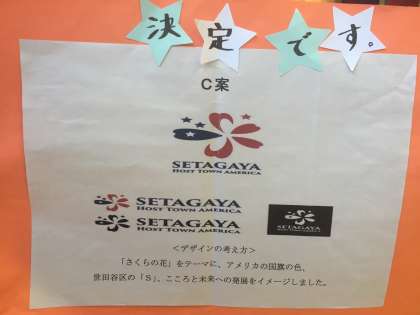 決定です。
C案
SETAGAYA
HOST TOWN AMERICA
SETAGAYA
HOST TOWN AMERICA
SETAGAYA
HOST TOWN AMERICA
SETAGAYA
HOST TOWN AMERICA
<デザインの考え方>
「さくらの花」をテーマに、アメリカの国旗の色、
世田谷区の「S」、こころと未来への発展をイメージしました。